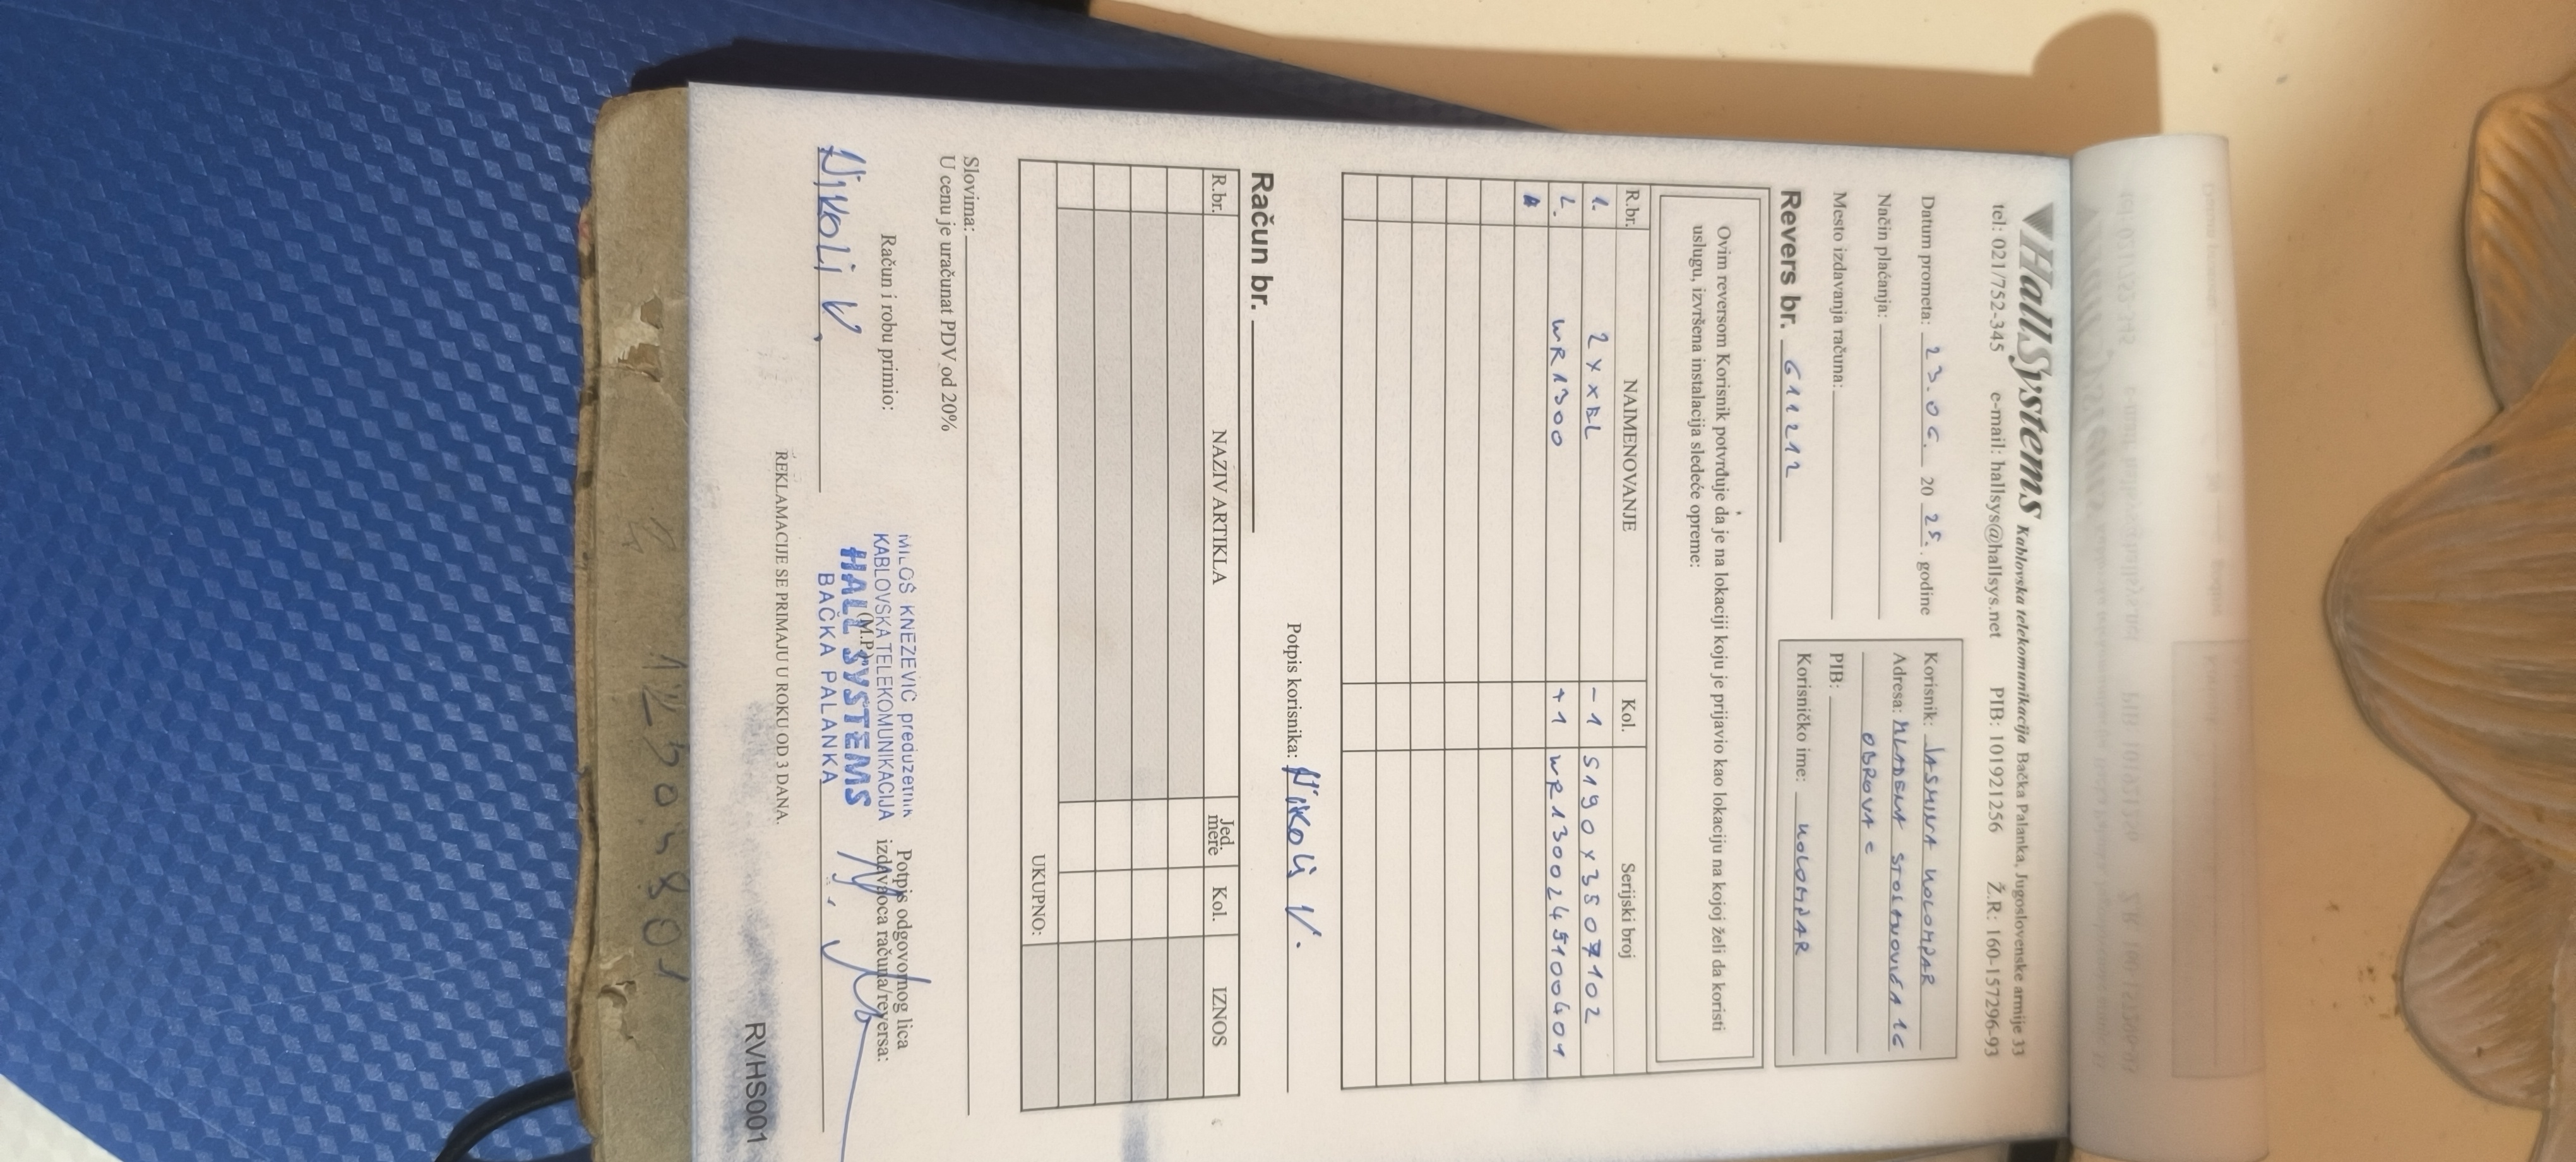 HallSystems Kablovska telekomunikacija Bačka Palanka, Jugoslovenske armije 33
tel: 021/752-345 e-mail: hallsys@hallsys.net PIB: 101921256 Ž.R.: 160-157296-93
Datum prometa: 23.06. 20 25. godine
Način plaćanja:
Mesto izdavanja računa:
Revers br. 611212
Korisnik: JASMINA KOLOMPAR
Adresa: MLADENA STOJANOVIĆA 16
OBROVAC
PIB:
Korisničko ime: KOLOMPAR
Ovim reversom Korisnik potvrđuje da je na lokaciji koju je prijavio kao lokaciju na kojoj želi da koristi
uslugu, izvršena instalacija sledeće opreme:
R.br. NAIMENOVANJE Kol. Serijski broj
1. -1 S190Y3507102
2. WR1300 +1 WR1300245100401
Potpis korisnika: Nikoli V.
Račun br.
R.br. NAZIV ARTIKLA Jed. mere Kol. IZNOS
UKUPNO:
Slovima:
U cenu je uračunat PDV od 20%
Račun i robu primio:
Nikoli V.
MILOŠ KNEŽEVIĆ preduzetnik
KABLOVSKA TELEKOMUNIKACIJA
(M.P.)
HALL SYSTEMS
BAČKA PALANKA
Potpis odgovornog lica
izdavaoca računa/reversa:
REKLAMACIJE SE PRIMAJU U ROKU OD 3 DANA.
RVHS001